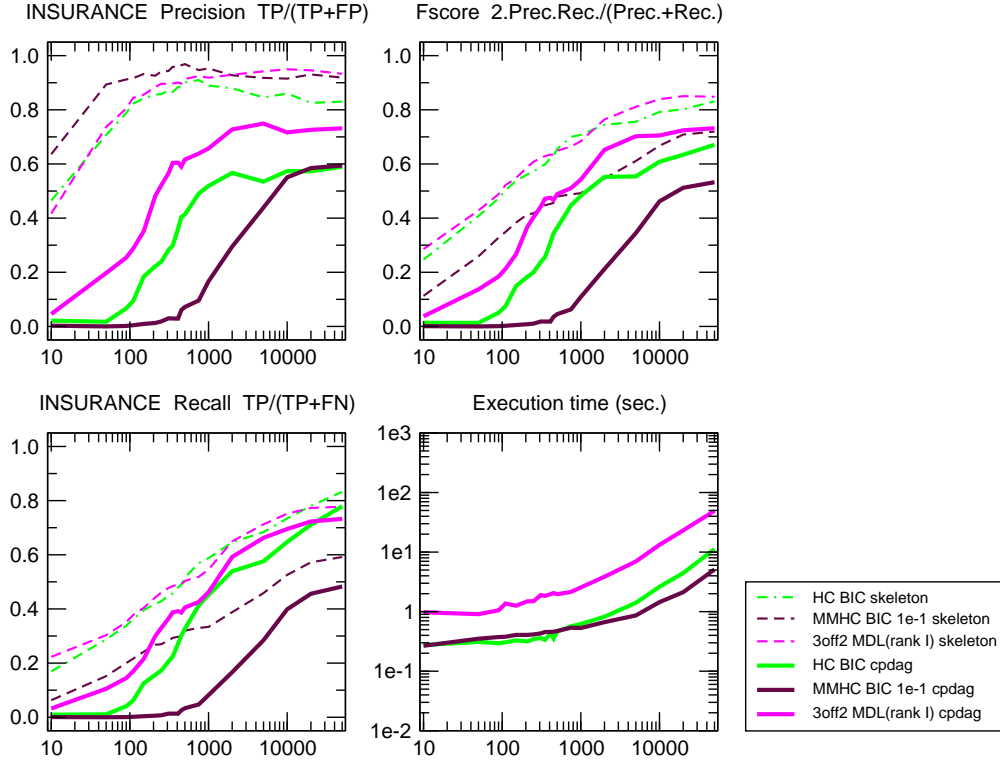 INSURANCE Precision TP/(TP+FP)
Fscore 2.Prec.Rec./(Prec.+Rec.)
1.0
0.8
0.6
0.4
0.2
0.0
10 100 1000 10000
1.0
0.8
0.6
0.4
0.2
0.0
10 100 1000 10000
INSURANCE Recall TP/(TP+FN)
Execution time (sec.)
1.0
0.8
0.6
0.4
0.2
0.0
10 100 1000 10000
1e3
1e2
1e1
1
1e-1
1e-2
10 100 1000 10000
HC BIC skeleton
MMHC BIC 1e-1 skeleton
3off2 MDL(rank I) skeleton
HC BIC cpdag
MMHC BIC 1e-1 cpdag
3off2 MDL(rank I) cpdag